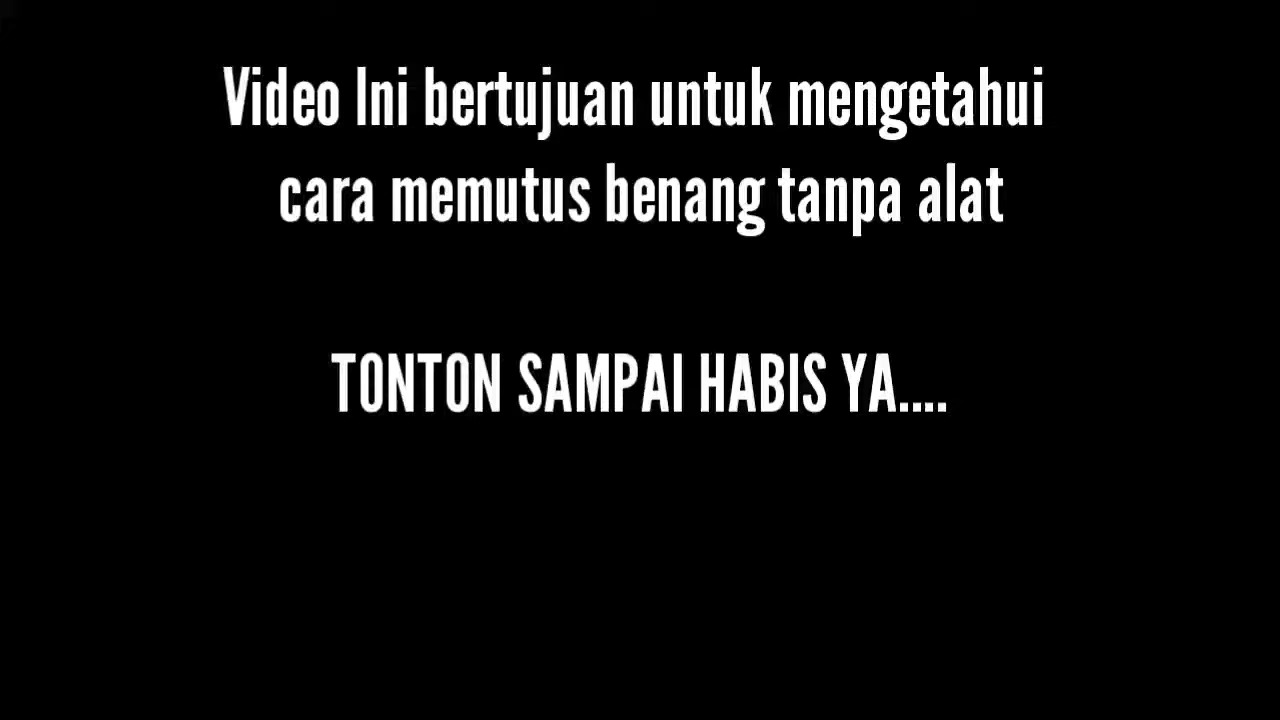 Video Ini bertujuan untuk mengetahui
cara memutus benang tanpa alat
TONTON SAMPAI HABIS YA....